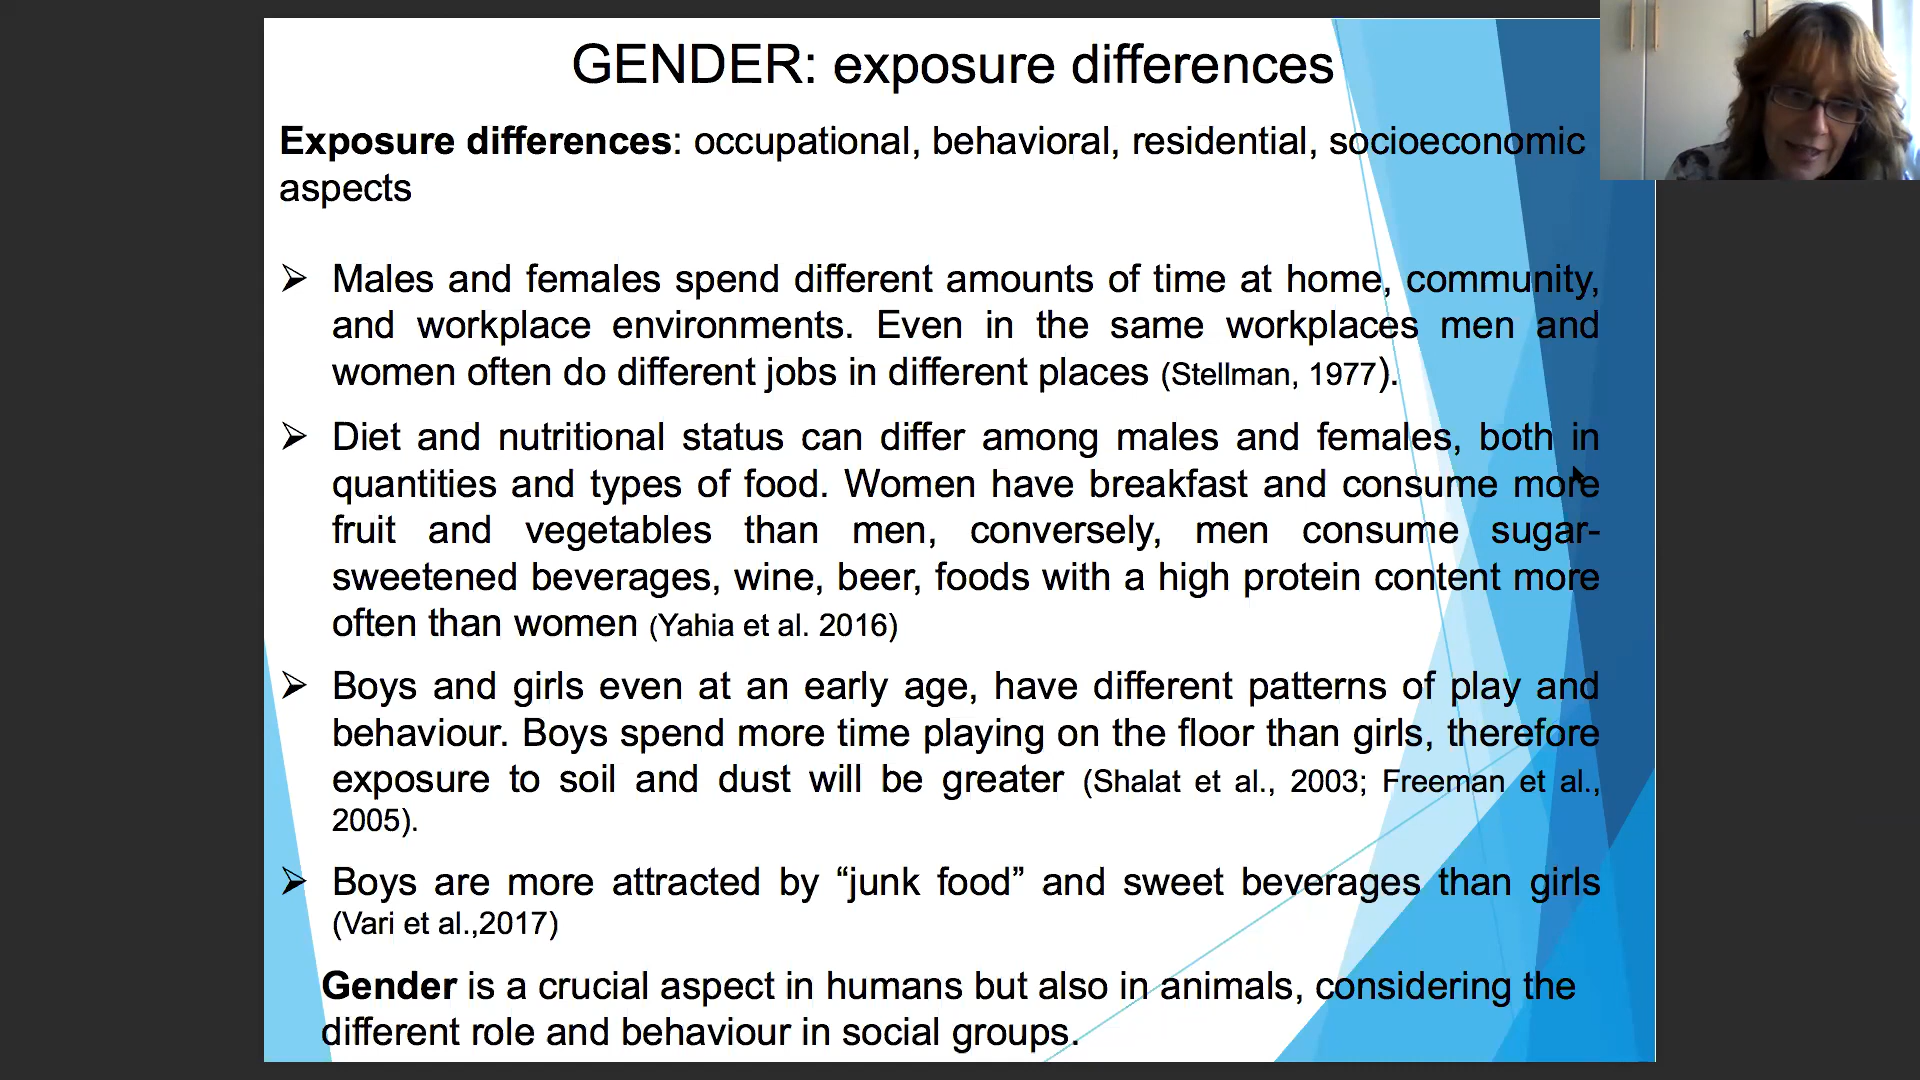 GENDER: exposure differences
Exposure differences: occupational, behavioral, residential, socioeconomic
aspects
Males and females spend different amounts of time at home, community,
and workplace environments. Even in the same workplaces men and
women often do different jobs in different places (Stellman, 1977).
Diet and nutritional status can differ among males and females, both in
quantities and types of food. Women have breakfast and consume more
fruit and vegetables than men, conversely, men consume sugar-
sweetened beverages, wine, beer, foods with a high protein content more
often than women (Yahia et al. 2016)
Boys and girls even at an early age, have different patterns of play and
behaviour. Boys spend more time playing on the floor than girls, therefore
exposure to soil and dust will be greater (Shalat et al., 2003; Freeman et al.,
2005).
Boys are more attracted by “junk food” and sweet beverages than girls
(Vari et al.,2017)
Gender is a crucial aspect in humans but also in animals, considering the
different role and behaviour in social groups.